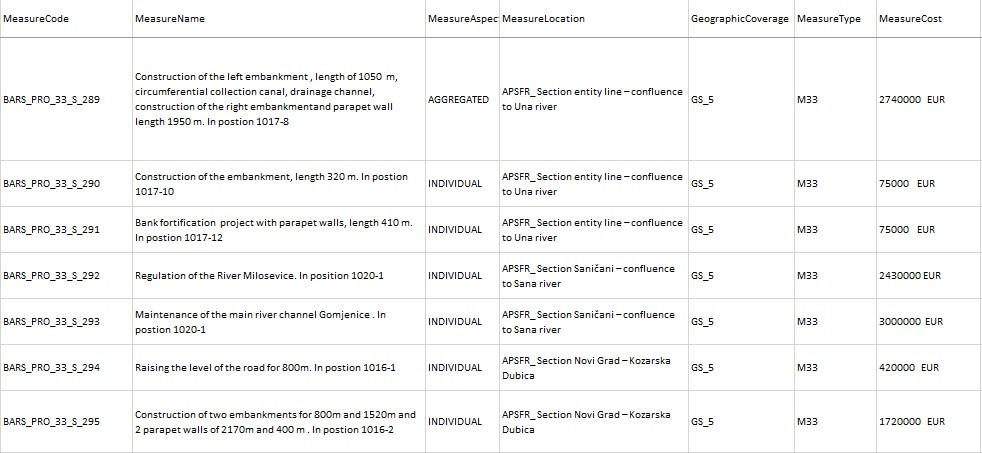 MeasureCode MeasureName MeasureAspec MeasureLocation GeographicCoverage MeasureType MeasureCost
Construction of the left embankment , length of 1050 m,
circumferential collection canal, drainage channel,
construction of the right embankmentand parapet wall
length 1950 m. In postion 1017-8
BARS_PRO_33_S_289 AGGREGATED APSFR_Section entity line – confluence
to Una river
GS_5 M33 2740000 EUR
BARS_PRO_33_S_290 Construction of the embankment, length 320 m. In postion
1017-10
INDIVIDUAL APSFR_Section entity line – confluence
to Una river
GS_5 M33 75000 EUR
BARS_PRO_33_S_291 Bank fortification project with parapet walls, length 410 m.
In postion 1017-12
INDIVIDUAL APSFR_Section entity line – confluence
to Una river
GS_5 M33 75000 EUR
BARS_PRO_33_S_292 Regulation of the River Milosevice. In position 1020-1
INDIVIDUAL APSFR_Section Saničani – confluence
to Sana river
GS_5 M33 2430000 EUR
BARS_PRO_33_S_293 Maintenance of the main river channel Gomjenice . In
postion 1020-1
INDIVIDUAL APSFR_Section Saničani – confluence
to Sana river
GS_5 M33 3000000 EUR
BARS_PRO_33_S_294 Raising the level of the road for 800m. In postion 1016-1
INDIVIDUAL APSFR_Section Novi Grad – Kozarska
Dubica
GS_5 M33 420000 EUR
BARS_PRO_33_S_295 Construction of two embankments for 800m and 1520m and
2 parapet walls of 2170m and 400 m . In postion 1016-2
INDIVIDUAL APSFR_Section Novi Grad – Kozarska
Dubica
GS_5 M33 1720000 EUR